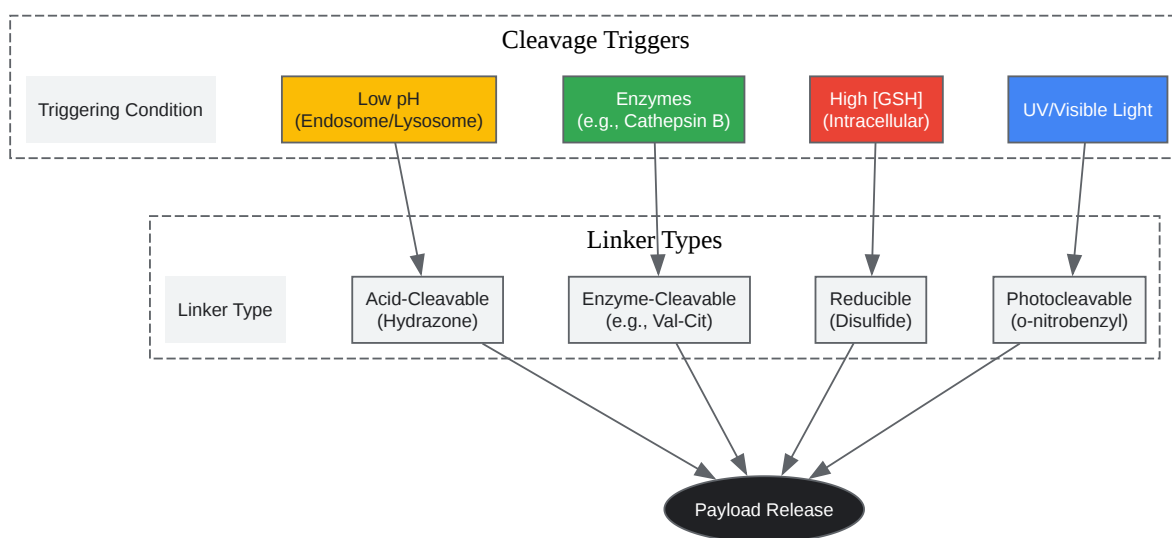 Cleavage Triggers
Triggering Condition
Low pH
(Endosome/Lysosome)
Enzymes
(e.g., Cathepsin B)
High [GSH]
(Intracellular)
UV/Visible Light
Linker Types
Linker Type
Acid-Cleavable
(Hydrazone)
Enzyme-Cleavable
(e.g., Val-Cit)
Reducible
(Disulfide)
Photocleavable
(o-nitrobenzyl)
Payload Release